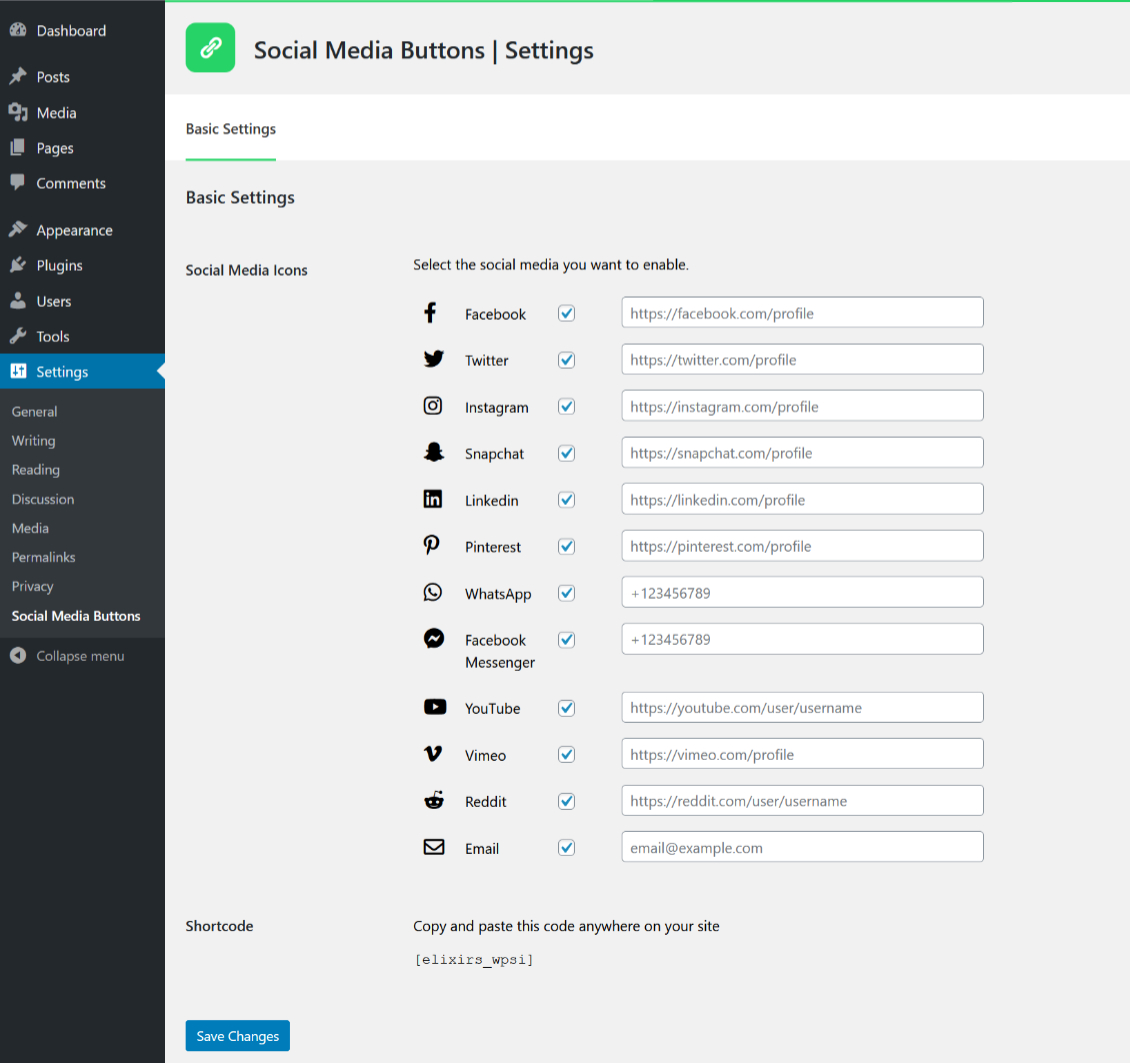 Dashboard
Posts
Media
Pages
Comments
Appearance
Plugins
Users
Tools
Settings
General
Writing
Reading
Discussion
Media
Permalinks
Privacy
Social Media Buttons
Collapse menu
Social Media Buttons | Settings
Basic Settings
Basic Settings
Social Media Icons
Select the social media you want to enable.
Facebook https://facebook.com/profile
Twitter https://twitter.com/profile
Instagram https://instagram.com/profile
Snapchat https://snapchat.com/profile
Linkedin https://linkedin.com/profile
Pinterest https://pinterest.com/profile
WhatsApp +123456789
Facebook +123456789
Messenger
YouTube https://youtube.com/user/username
Vimeo https://vimeo.com/profile
Reddit https://reddit.com/user/username
Email email@example.com
Shortcode
Copy and paste this code anywhere on your site
[elixirs_wpsi]
Save Changes